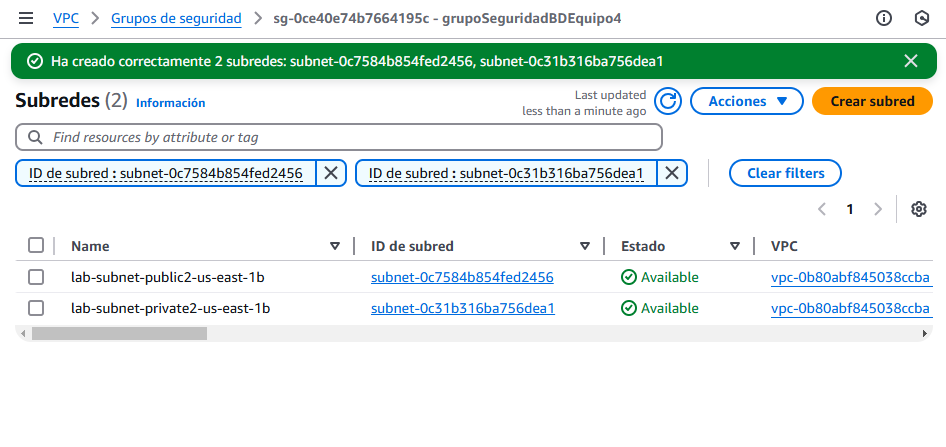 VPC > Grupos de seguridad > sg-0ce40e74b7664195c - grupoSeguridadBDEquipo4
Ha creado correctamente 2 subredes: subnet-0c7584b854fed2456, subnet-0c31b316ba756dea1
Subredes (2) Información
Last updated
less than a minute ago
Acciones
Crear subred
Find resources by attribute or tag
ID de subred : subnet-0c7584b854fed2456
ID de subred : subnet-0c31b316ba756dea1
Clear filters
1
Name ID de subred Estado VPC
lab-subnet-public2-us-east-1b subnet-0c7584b854fed2456 Available vpc-0b80abf845038ccba
lab-subnet-private2-us-east-1b subnet-0c31b316ba756dea1 Available vpc-0b80abf845038ccba